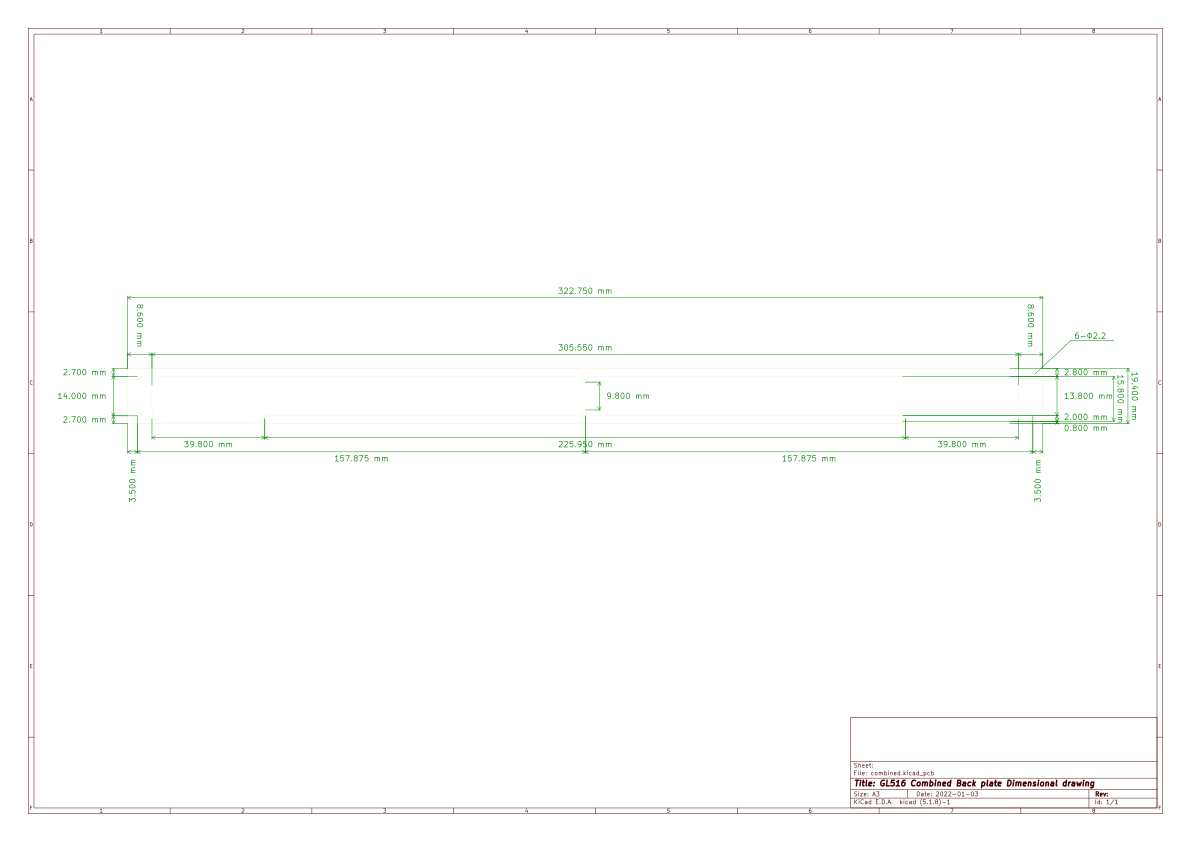 1 2 3 4 5 6 7 8
A A
B B
322.750 mm
8.600 mm 8.600 mm
6-Φ2.2
305.550 mm
2.700 mm 2.800 mm
C C
14.000 mm 9.800 mm 13.800 mm 15.800 mm 19.400 mm
2.700 mm 2.000 mm
0.800 mm
39.800 mm 225.950 mm 39.800 mm
157.875 mm 157.875 mm
3.500 mm 3.500 mm
D D
E E
Sheet:
File: combined.kicad_pcb
Title: GL516 Combined Back plate Dimensional drawing
Size: A3 Date: 2022-01-03 Rev:
KiCad E.D.A. kicad (5.1.8)-1 Id: 1/1
F F
1 2 3 4 5 6 7 8